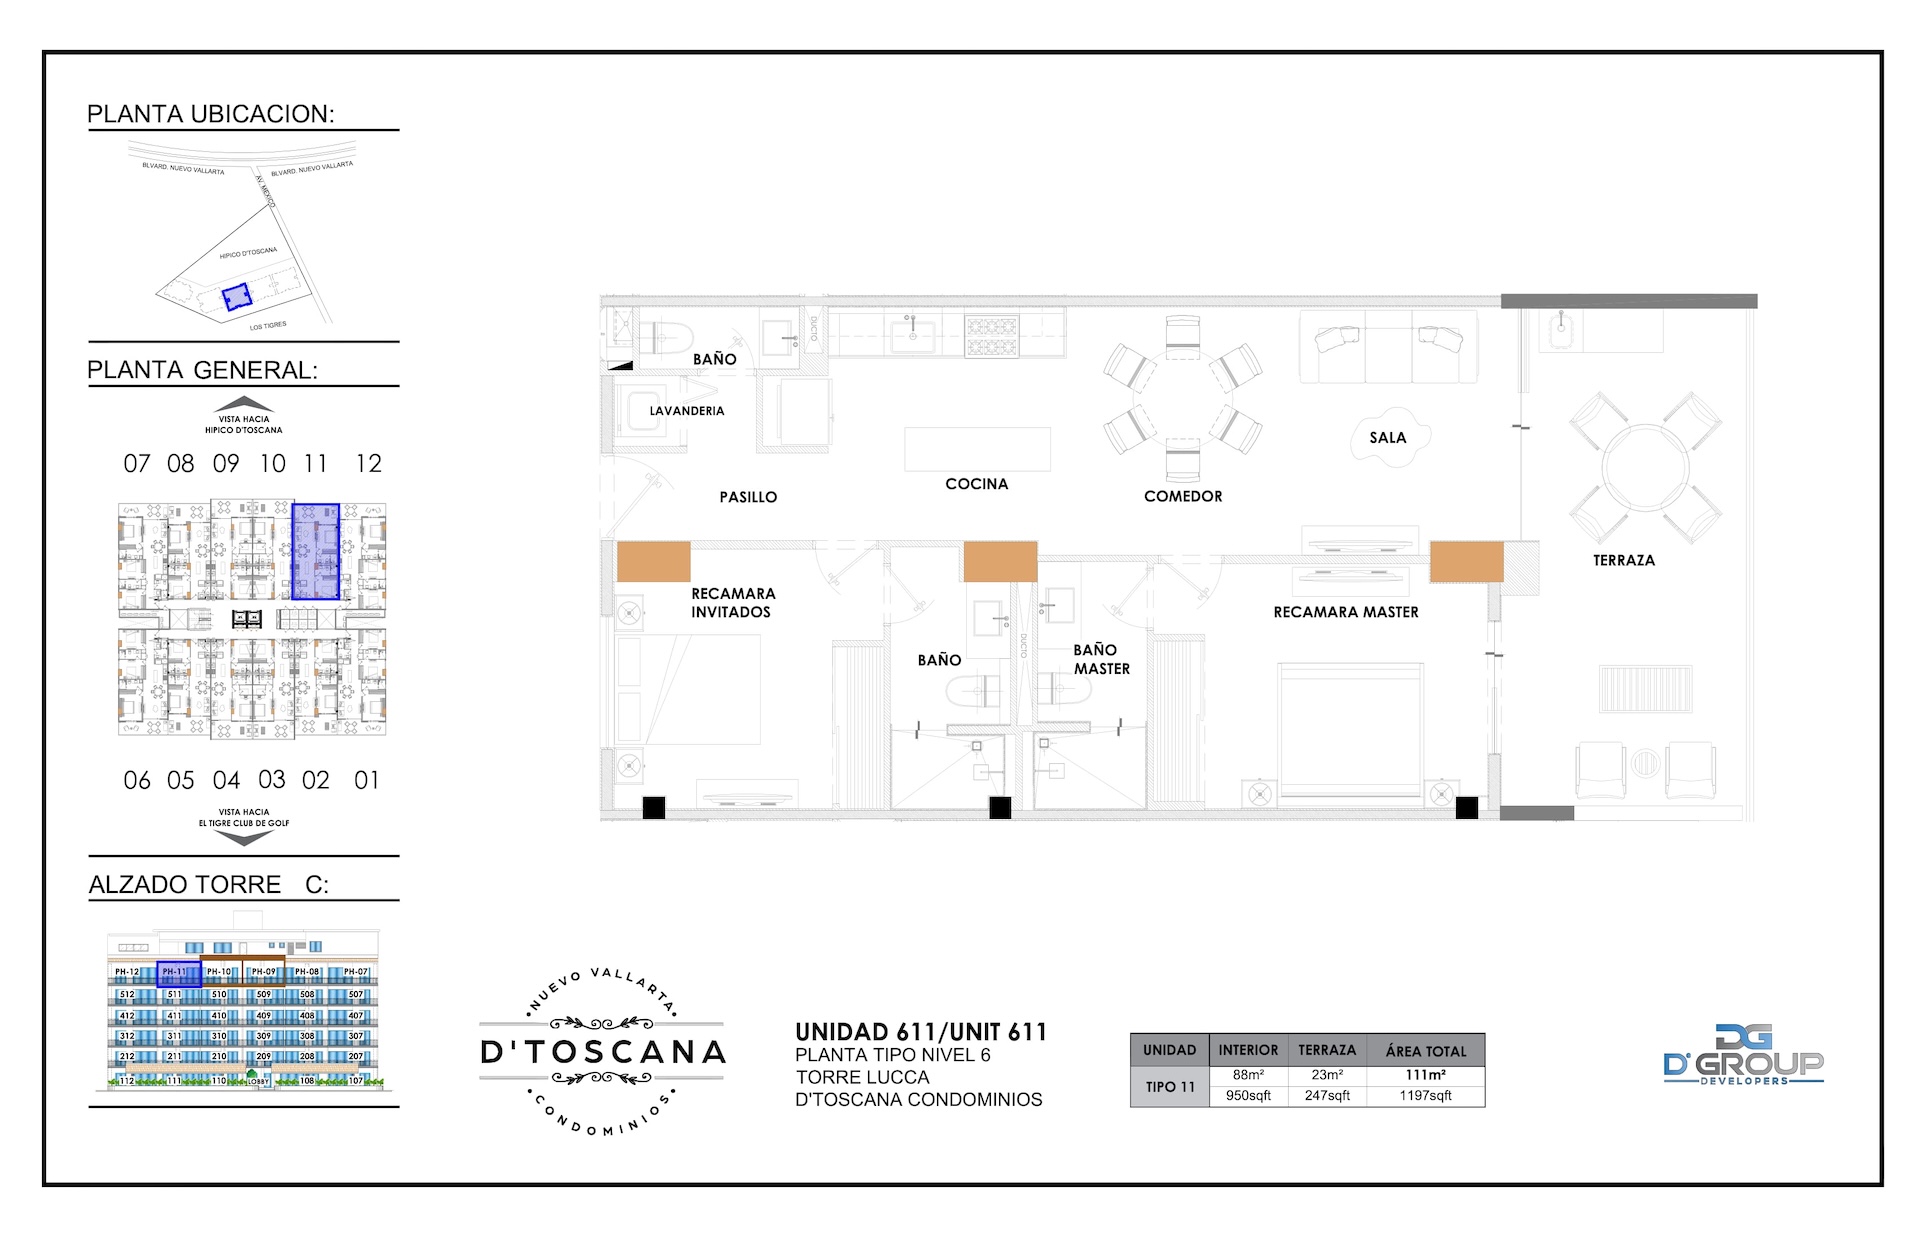 PLANTA UBICACION:
BLVARD. NUEVO VALLARTA
BLVARD. NUEVO VALLARTA
AV. MEXICO
HIPICO D'TOSCANA
LOS TIGRES
PLANTA GENERAL:
VISTA HACIA
HIPICO D'TOSCANA
07 08 09 10 11 12
06 05 04 03 02 01
VISTA HACIA
EL TIGRE CLUB DE GOLF
ALZADO TORRE C:
PH-12 PH-11 PH-10 PH-09 PH-08 PH-07
512 511 510 509 508 507
412 411 410 409 408 407
312 311 310 309 308 307
212 211 210 209 208 207
112 111 110 LOBBY 108 107
BAÑO
DUCTO
LAVANDERIA
PASILLO
COCINA
COMEDOR
SALA
TERRAZA
RECAMARA
INVITADOS
BAÑO
DUCTO
BAÑO
MASTER
RECAMARA MASTER
NUEVO VALLARTA
D'TOSCANA
CONDOMINIOS
UNIDAD 611/UNIT 611
PLANTA TIPO NIVEL 6
TORRE LUCCA
D'TOSCANA CONDOMINIOS
UNIDAD INTERIOR TERRAZA ÁREA TOTAL
TIPO 11
88m² 23m² 111m²
950sqft 247sqft 1197sqft
DG
D'GROUP
DEVELOPERS